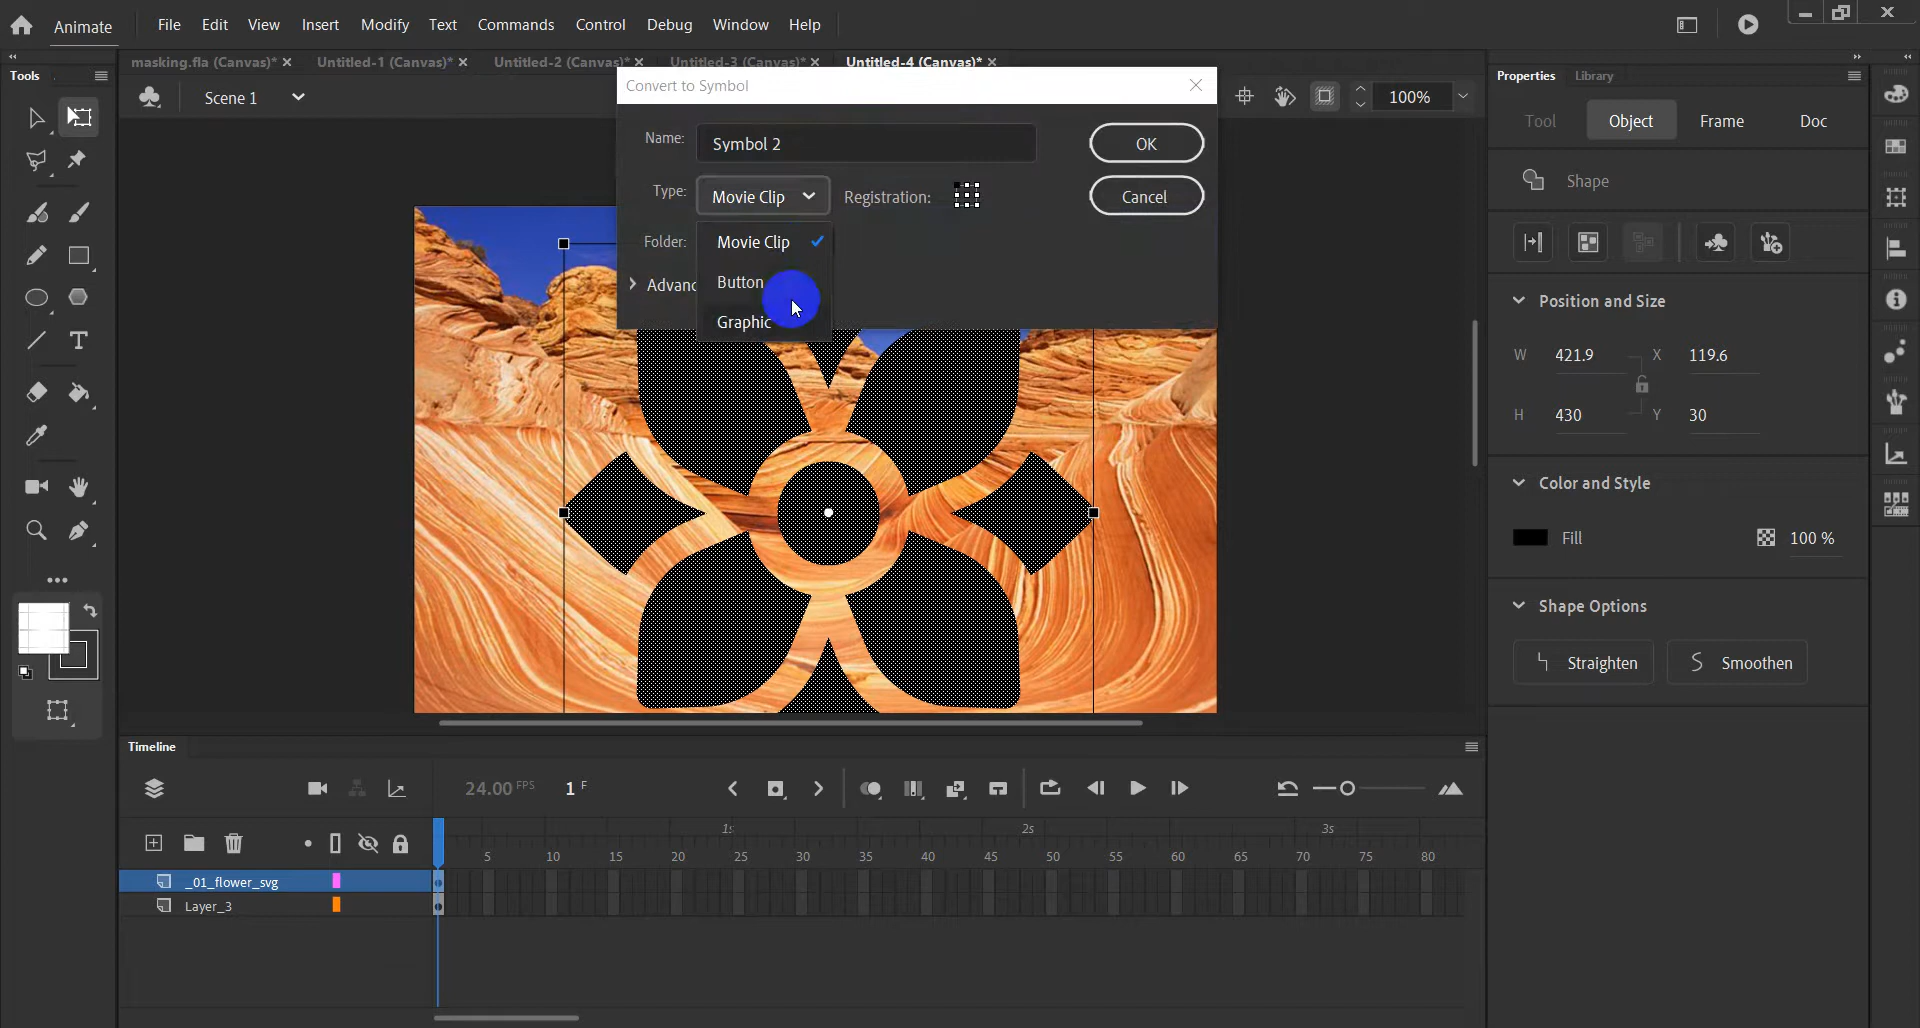 Animate File Edit View Insert Modify Text Commands Control Debug Window Help
Tools
masking.fla (Canvas)* Untitled-1 (Canvas)* Untitled-2 (Canvas)* Untitled-3 (Canvas)* Untitled-4 (Canvas)*
Scene 1
100%
Convert to Symbol
Name: Symbol 2 OK
Type: Movie Clip Registration: Cancel
Folder: Movie Clip
Button
Advanc
Graphic
Properties Library
Tool Object Frame Doc
Shape
Position and Size
W 421.9 X 119.6
H 430 Y 30
Color and Style
Fill 100 %
Shape Options
Straighten Smoothen
Timeline
24.00 FPS 1 F
1s 2s 3s
5 10 15 20 25 30 35 40 45 50 55 60 65 70 75 80
_01_flower_svg
Layer_3